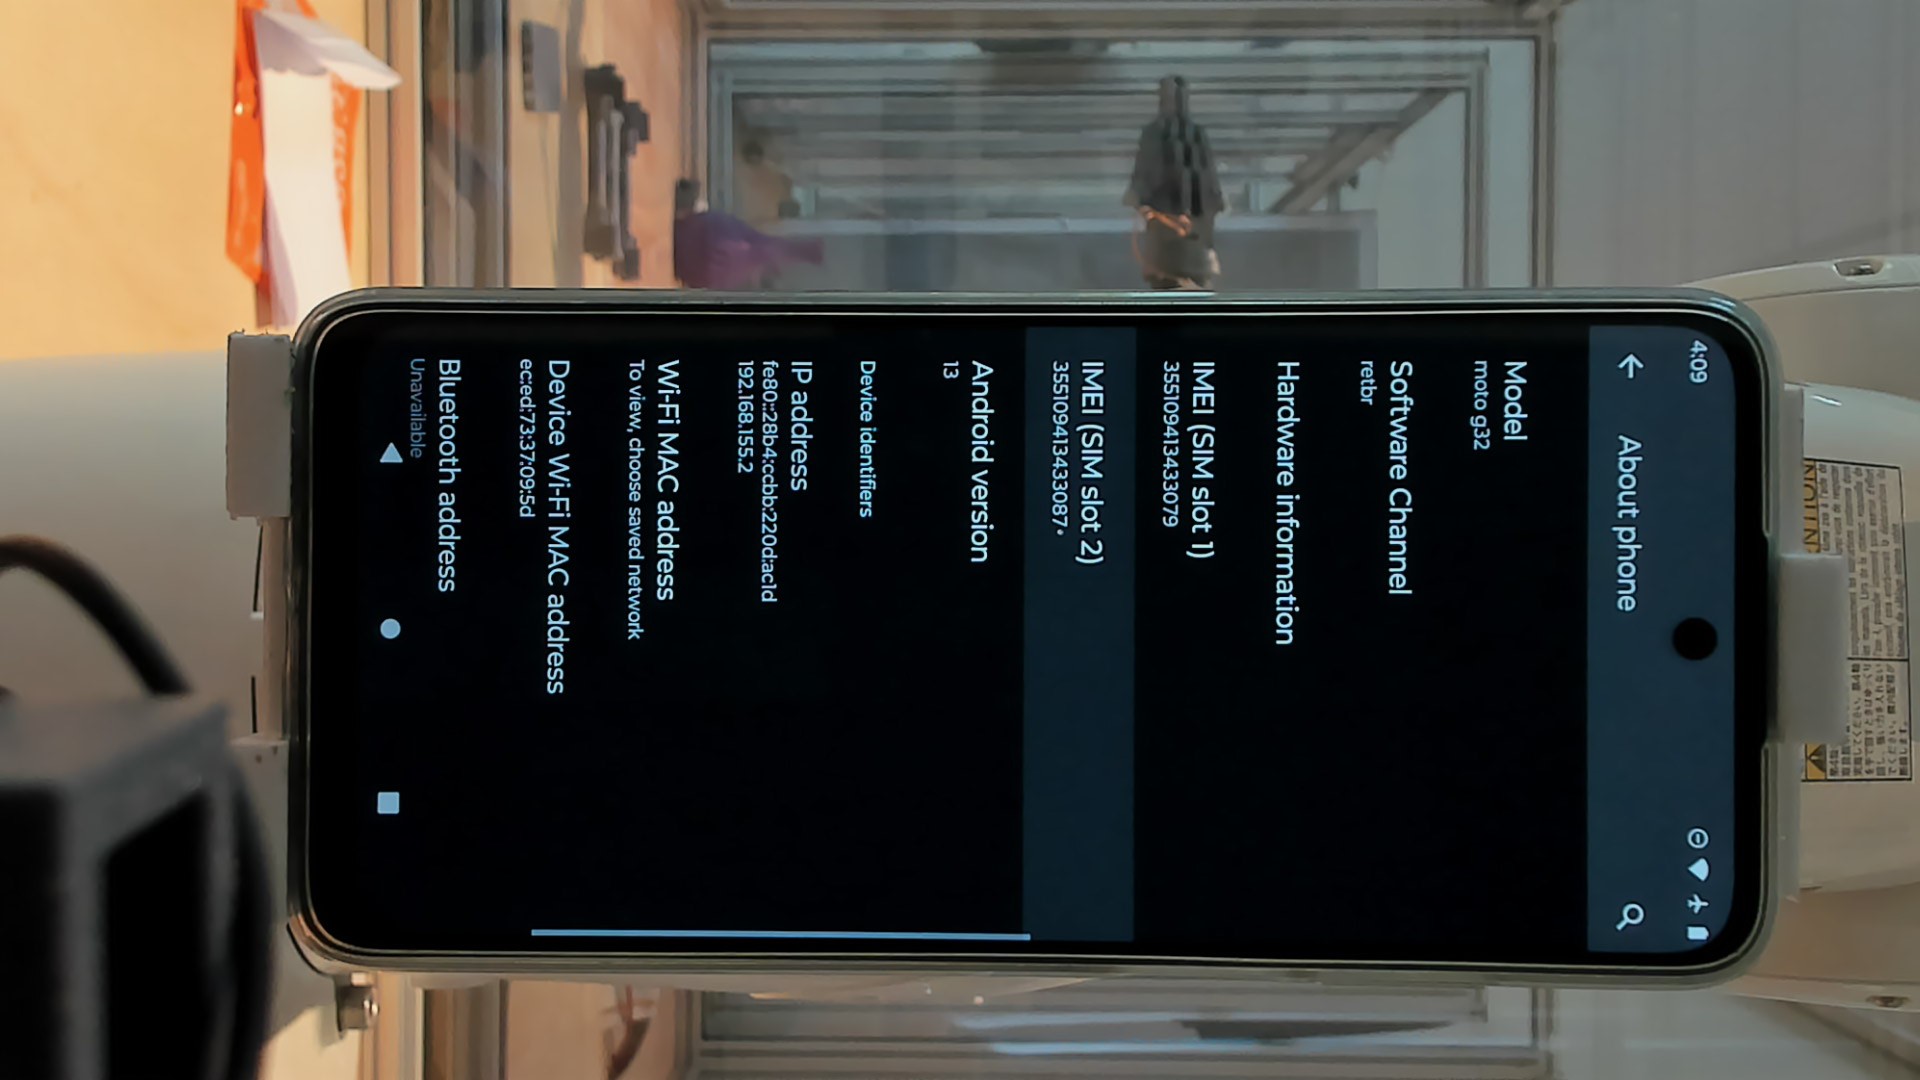 4:09
About phone
Model
moto g32
Software Channel
retbr
Hardware information
IMEI (SIM slot 1)
355109413433079
IMEI (SIM slot 2)
355109413433087•
Android version
13
Device identifiers
IP address
fe80::28b4:ccbb:220d:ac1d
192.168.155.2
Wi-Fi MAC address
To view, choose saved network
Device Wi-Fi MAC address
ec:ed:73:37:09:5d
Bluetooth address
Unavailable